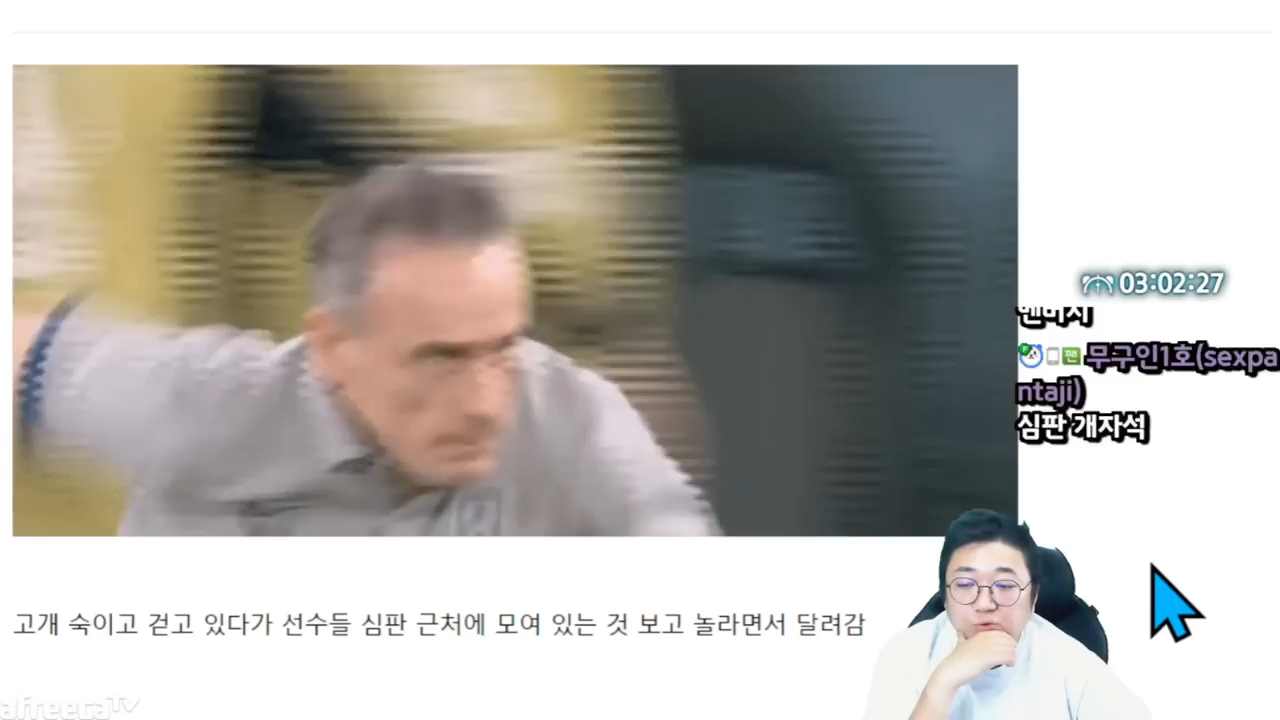 03:02:27
무구인1호(sexpa
ntaji)
심판 개자석
고개 숙이고 걷고 있다가 선수들 심판 근처에 모여 있는 것 보고 놀라면서 달려감
afreecaTV